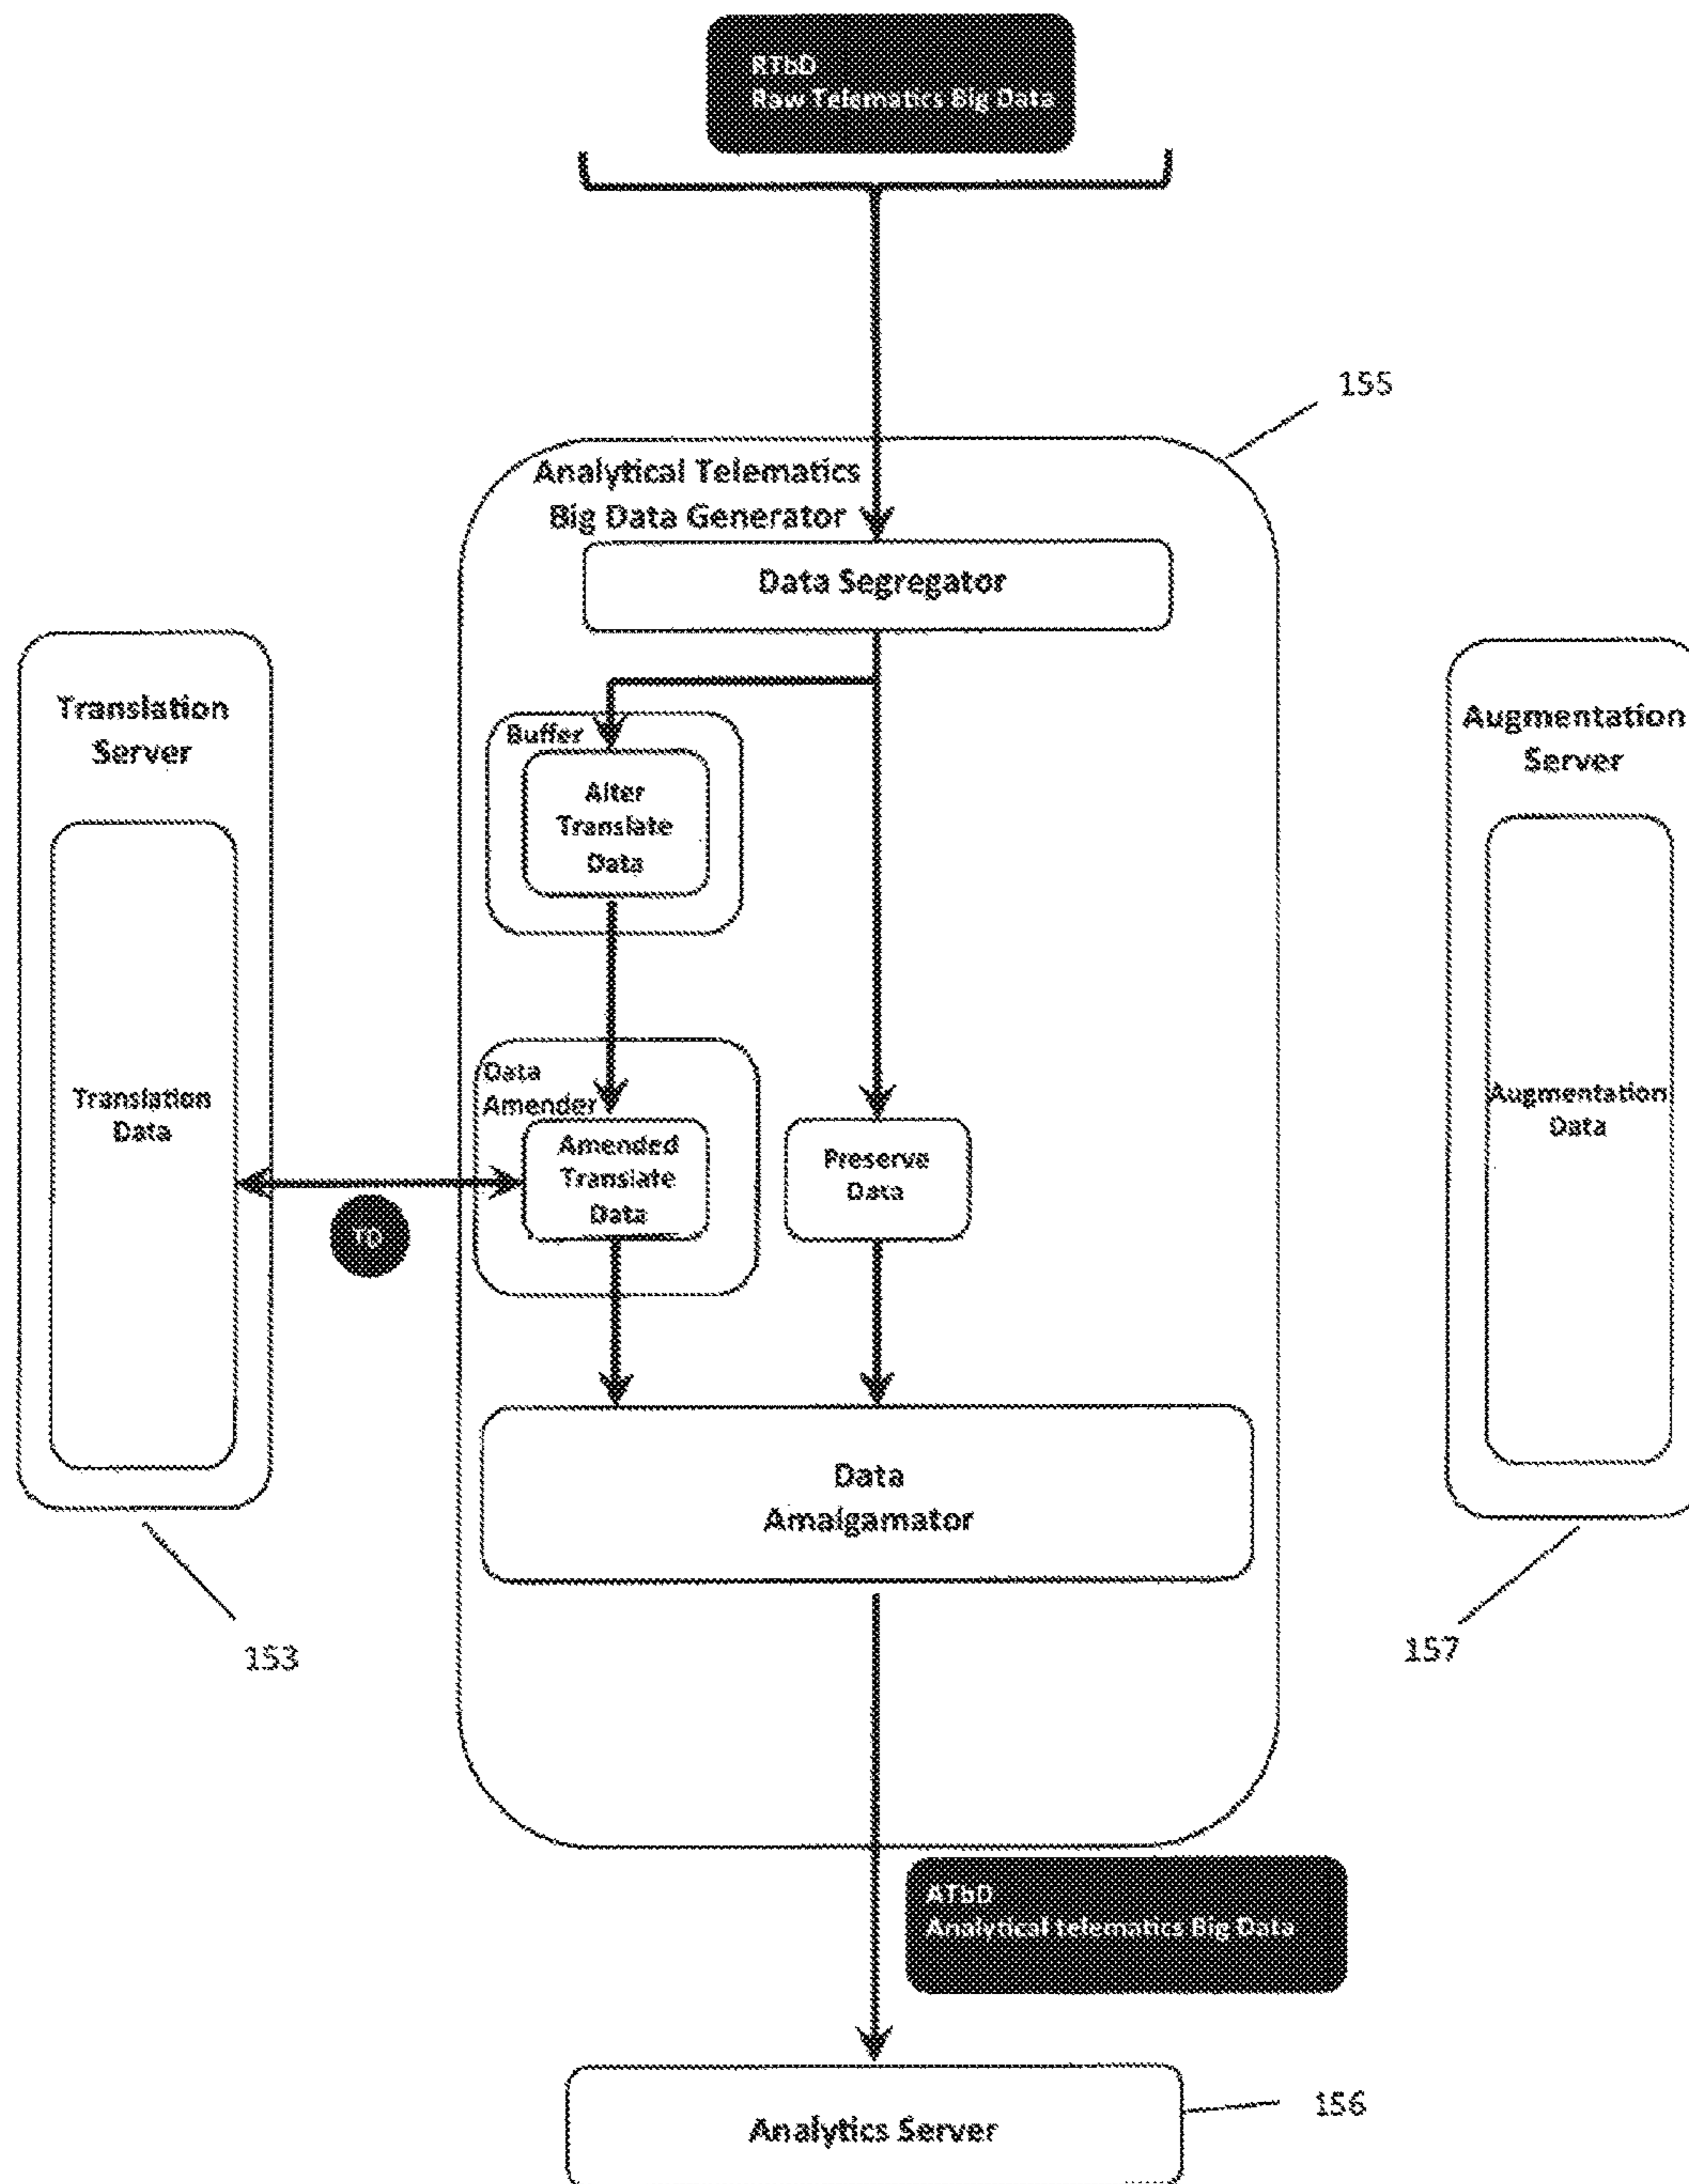 RTbD
Raw Telematics Big Data
155
Analytical Telematics
Big Data Generator
Data Segregator
Translation
Server
Buffer
Alter
Translate
Data
Augmentation
Server
Translation
Data
Data
Amender
Amended
Translate
Data
Preserve
Data
Augmentation
Data
TD
Data
Amalgamator
153
157
ATbD
Analytical telematics Big Data
Analytics Server
156